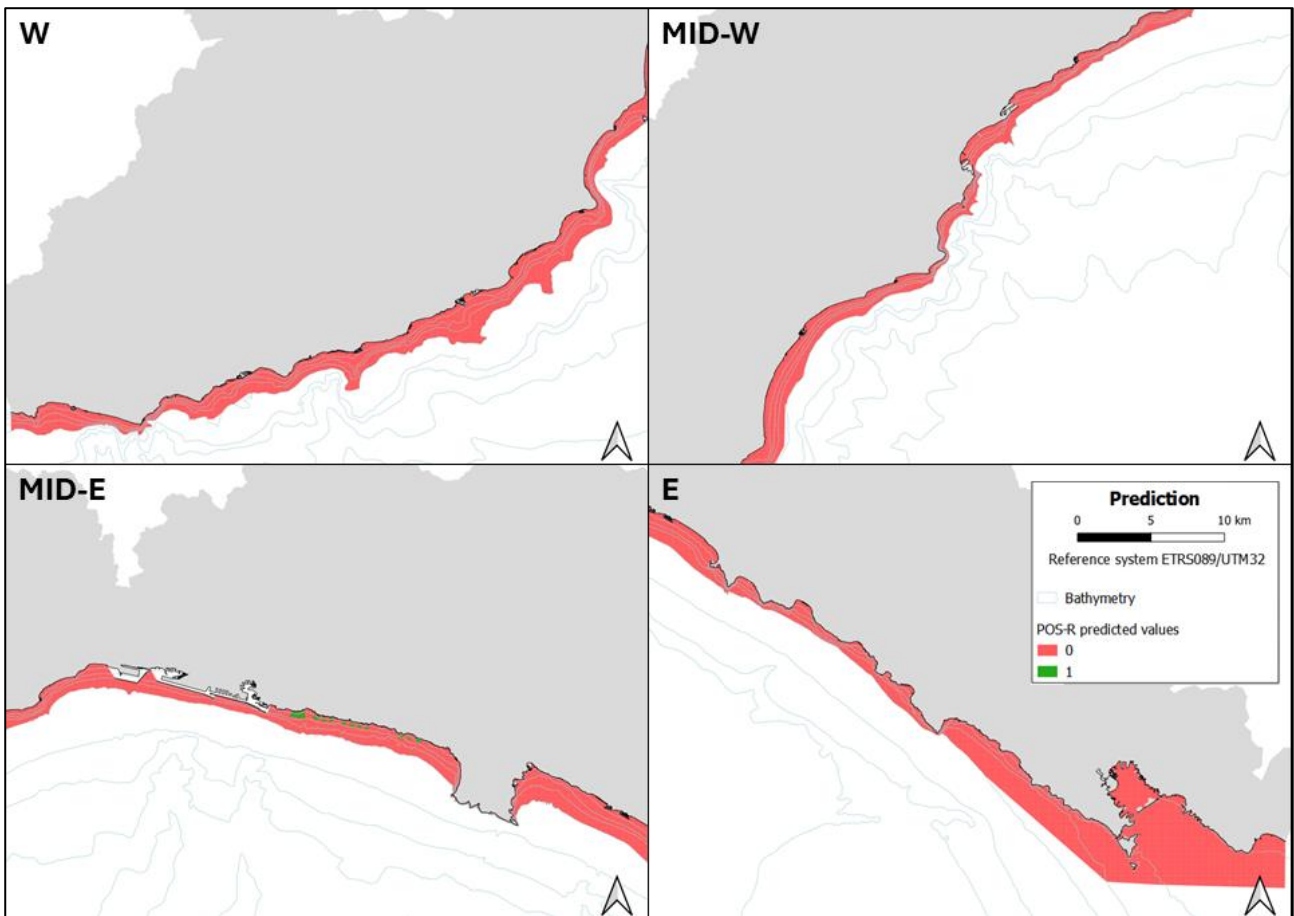 W
MID-W
MID-E
E
Prediction
0 5 10 km
Reference system ETRS089/UTM32
Bathymetry
POS-R predicted values
0
1